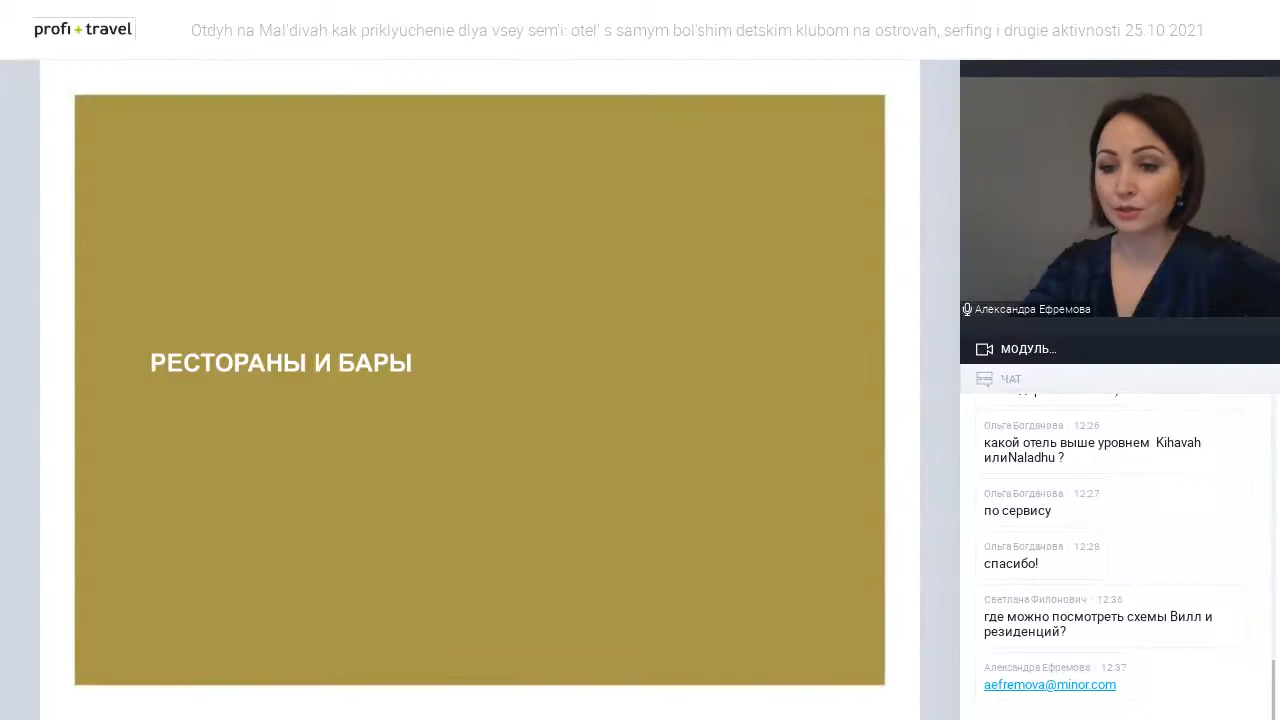 profi + travel
Otdyh na Mal'divah kak priklyuchenie dlya vsey sem'i: otel' s samym bol'shim detskim klubom na ostrovah, serfing i drugie aktivnosti 25.10 2021
РЕСТОРАНЫ И БАРЫ
Александра Ефремова
МОДУЛЬ...
ЧАТ
Ольга Богданова · 12:26
какой отель выше уровнем Kihavah
илиNaladhu ?
Ольга Богданова · 12:27
по сервису
Ольга Богданова · 12:28
спасибо!
Светлана Филонович · 12:36
где можно посмотреть схемы Вилл и
резиденций?
Александра Ефремова · 12:37
aefremova@minor.com